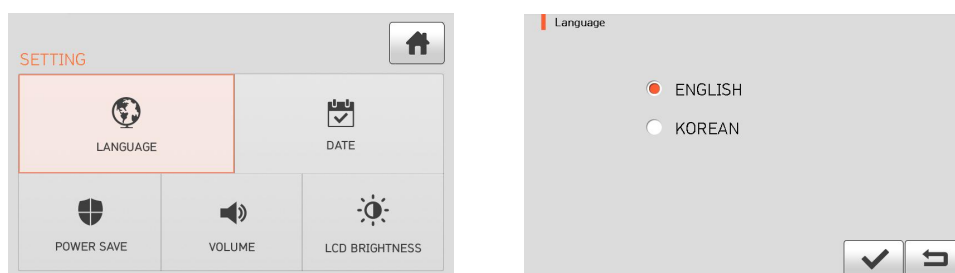 SETTING
LANGUAGE
DATE
POWER SAVE
VOLUME
LCD BRIGHTNESS
Language
ENGLISH
KOREAN